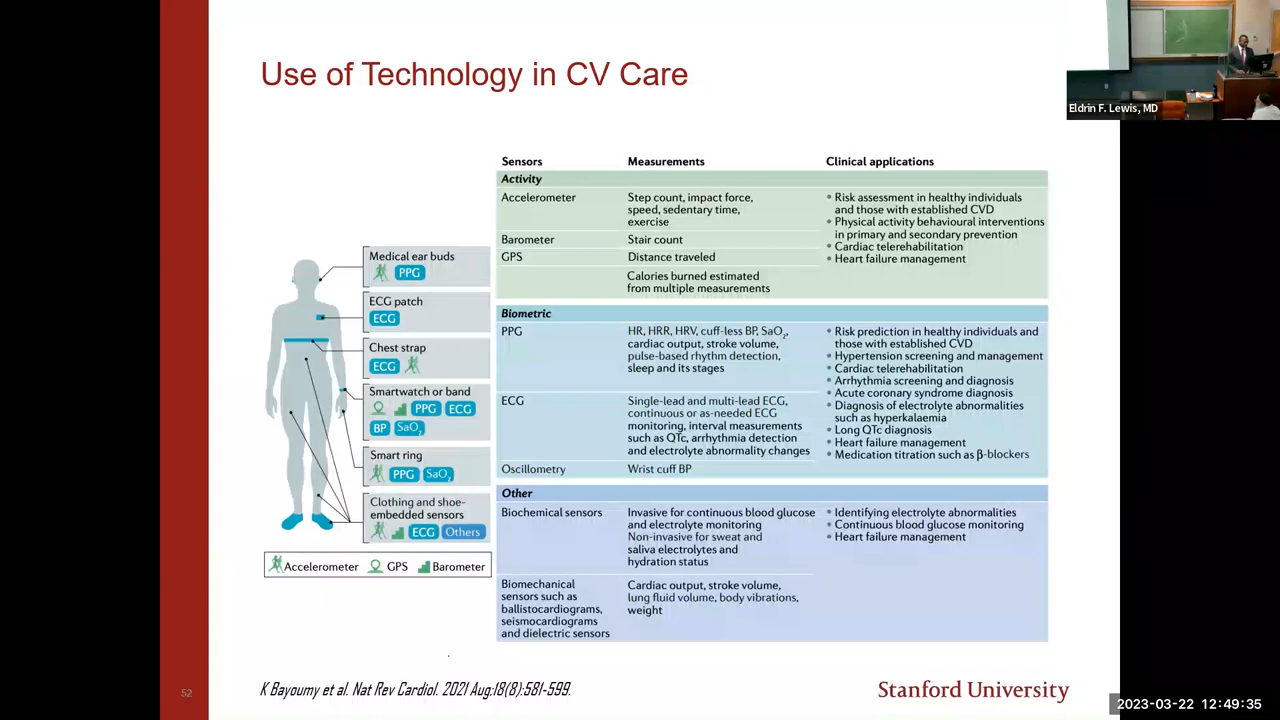 Use of Technology in CV Care
Eldrin F. Lewis, MD
Medical ear buds
PPG
ECG patch
ECG
Chest strap
ECG
Smartwatch or band
PPG ECG
BP SaO₂
Smart ring
PPG SaO₂
Clothing and shoe-
embedded sensors
ECG Others
Accelerometer GPS Barometer
Sensors Measurements Clinical applications
Activity
Accelerometer
Step count, impact force,
speed, sedentary time,
exercise
Barometer
Stair count
GPS
Distance traveled
Calories burned estimated
from multiple measurements
• Risk assessment in healthy individuals
and those with established CVD
• Physical activity behavioural interventions
in primary and secondary prevention
• Cardiac telerehabilitation
• Heart failure management
Biometric
PPG
HR, HRR, HRV, cuff-less BP, SaO₂,
cardiac output, stroke volume,
pulse-based rhythm detection,
sleep and its stages
ECG
Single-lead and multi-lead ECG,
continuous or as-needed ECG
monitoring, interval measurements
such as QTc, arrhythmia detection
and electrolyte abnormality changes
Oscillometry
Wrist cuff BP
• Risk prediction in healthy individuals and
those with established CVD
• Hypertension screening and management
• Cardiac telerehabilitation
• Arrhythmia screening and diagnosis
• Acute coronary syndrome diagnosis
• Diagnosis of electrolyte abnormalities
such as hyperkalaemia
• Long QTc diagnosis
• Heart failure management
• Medication titration such as β-blockers
Other
Biochemical sensors
Invasive for continuous blood glucose
and electrolyte monitoring
Non-invasive for sweat and
saliva electrolytes and
hydration status
• Identifying electrolyte abnormalities
• Continuous blood glucose monitoring
• Heart failure management
Biomechanical
sensors such as
ballistocardiograms,
seismocardiograms
and dielectric sensors
Cardiac output, stroke volume,
lung fluid volume, body vibrations,
weight
52
K Bayoumy et al. Nat Rev Cardiol. 2021 Aug;18(8):581-599.
Stanford University
2023-03-22 12:49:35